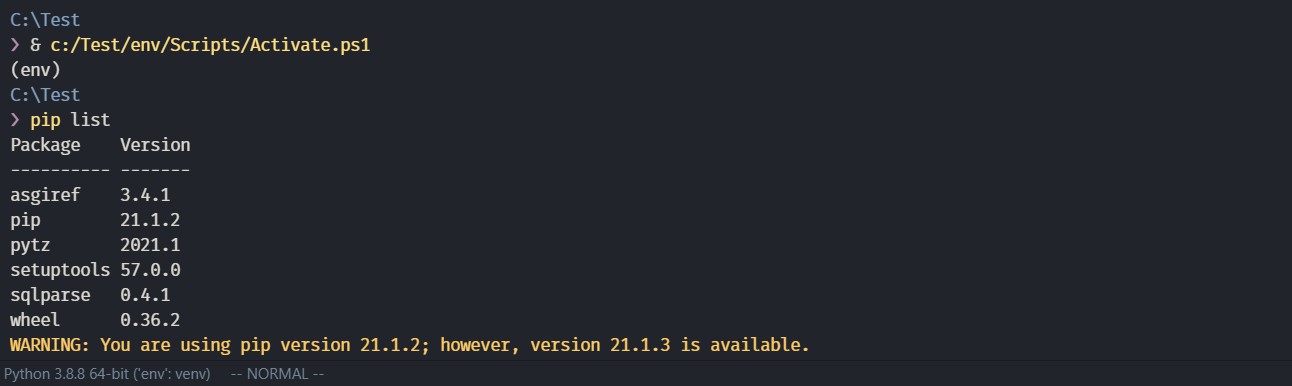 C:\Test
❯ & c:/Test/env/Scripts/Activate.ps1
(env)
C:\Test
❯ pip list
Package    Version
---------- -------
asgiref    3.4.1
pip        21.1.2
pytz       2021.1
setuptools 57.0.0
sqlparse   0.4.1
wheel      0.36.2
WARNING: You are using pip version 21.1.2; however, version 21.1.3 is available.
Python 3.8.8 64-bit ('env': venv)    -- NORMAL --